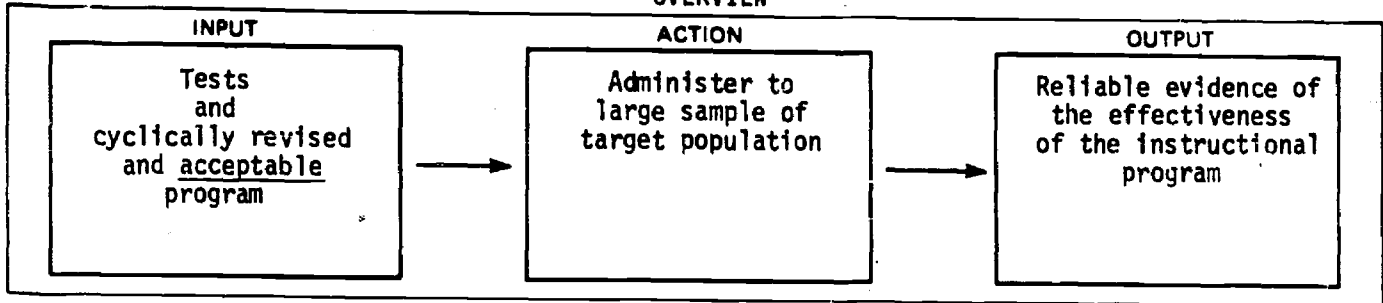 OVERVIEW
INPUT
Tests
and
cyclically revised
and acceptable
program
ACTION
Administer to
large sample of
target population
OUTPUT
Reliable evidence of
the effectiveness
of the instructional
program